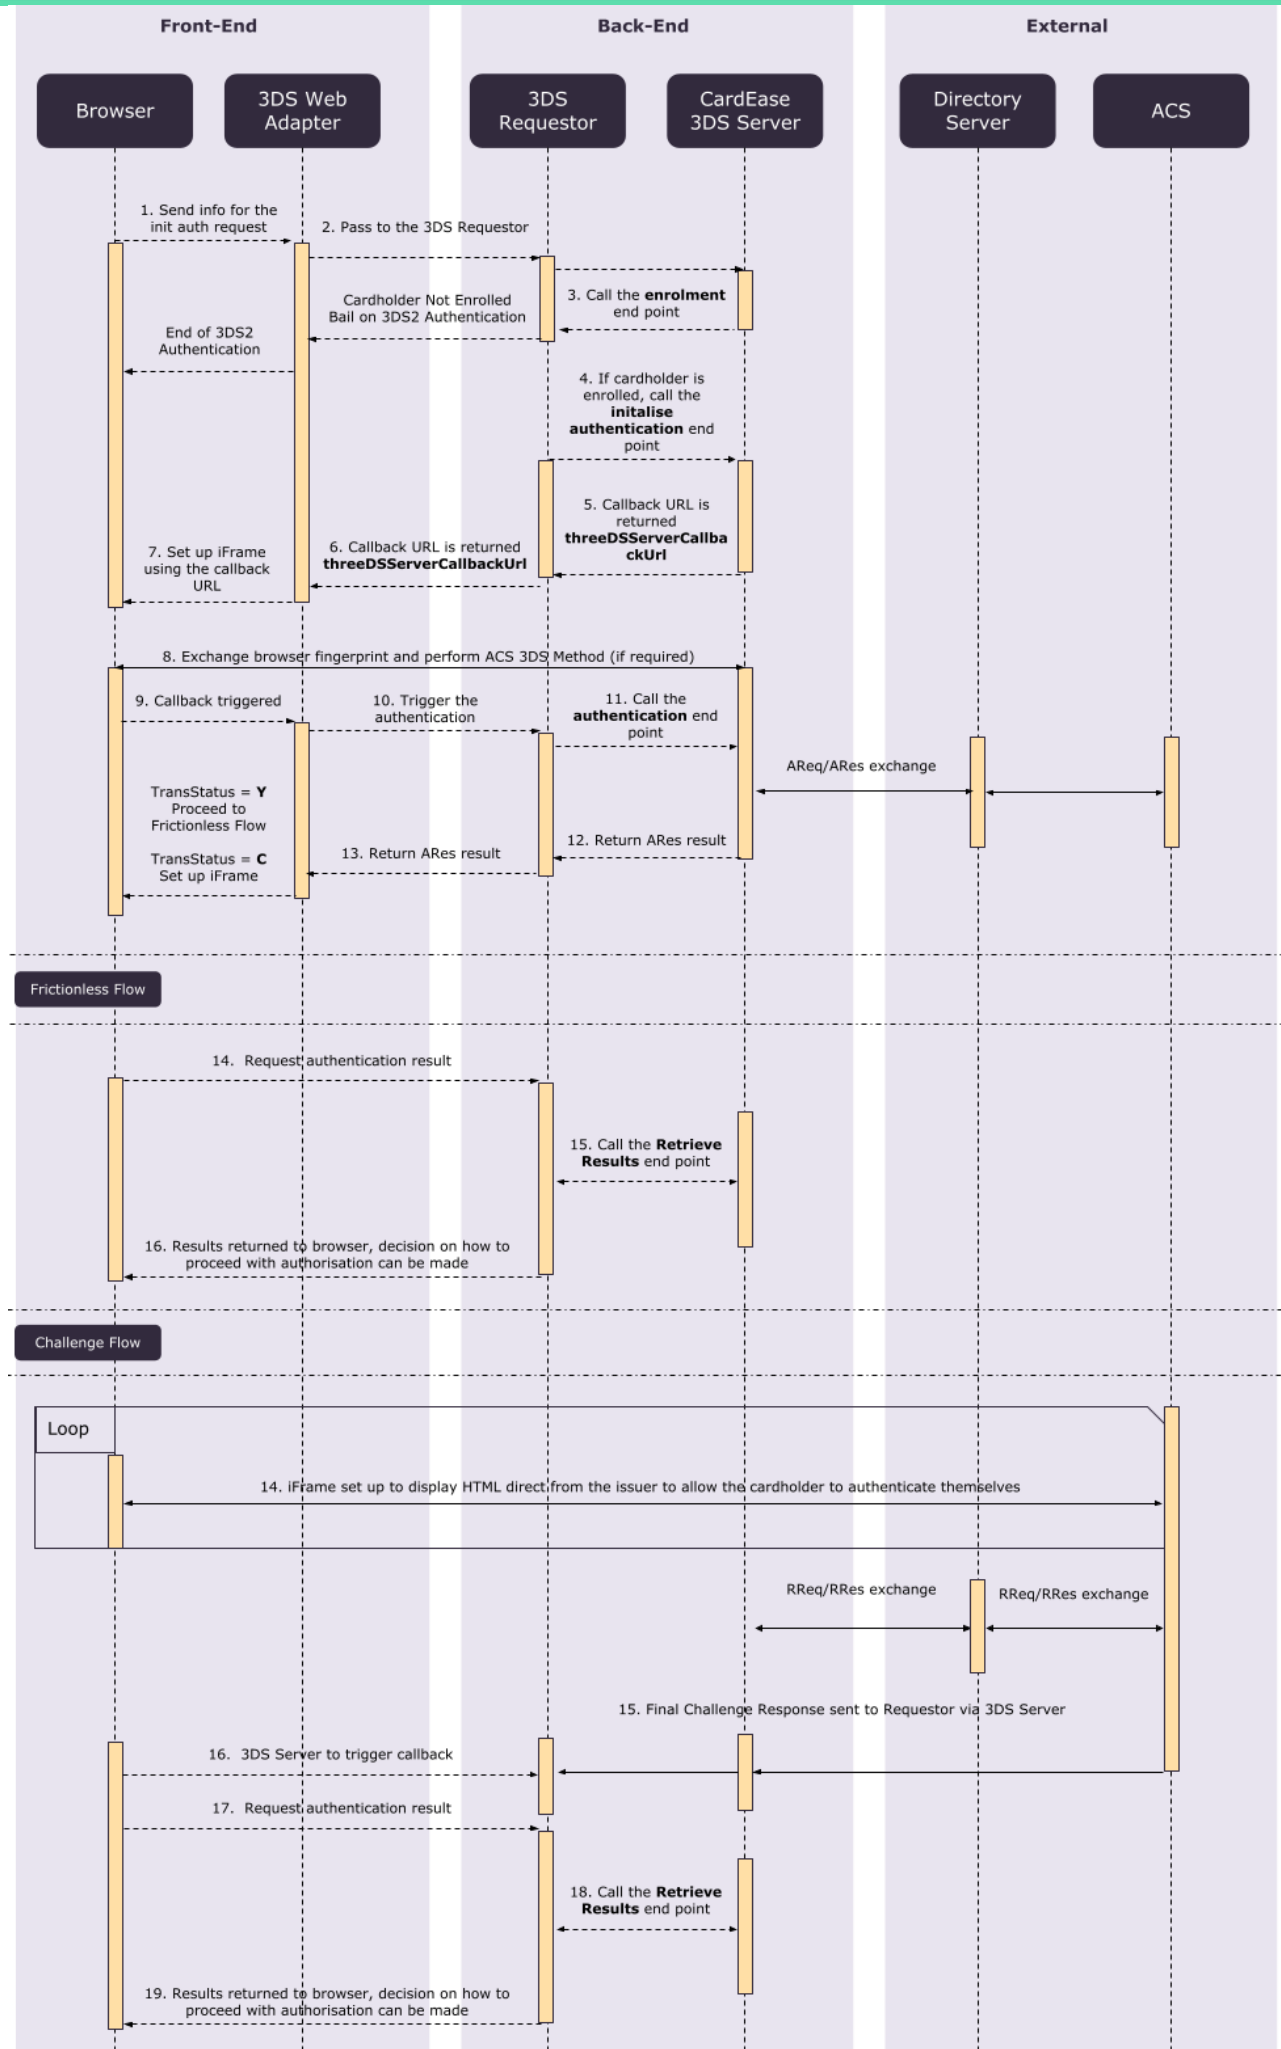 Front-End
Back-End
External
Browser
3DS Web
Adapter
3DS
Requestor
CardEase
3DS Server
Directory
Server
ACS
1. Send info for the
init auth request
2. Pass to the 3DS Requestor
3. Call the enrolment
end point
Cardholder Not Enrolled
Bail on 3DS2 Authentication
End of 3DS2
Authentication
4. If cardholder is
enrolled, call the
initalise
authentication end
point
5. Callback URL is
returned
threeDSServerCallba
ckUrl
6. Callback URL is returned
threeDSServerCallbackUrl
7. Set up iFrame
using the callback
URL
8. Exchange browser fingerprint and perform ACS 3DS Method (if required)
9. Callback triggered
10. Trigger the
authentication
11. Call the
authentication end
point
AReq/ARes exchange
TransStatus = Y
Proceed to
Frictionless Flow
TransStatus = C
Set up iFrame
12. Return ARes result
13. Return ARes result
Frictionless Flow
14.  Request authentication result
15. Call the Retrieve
Results end point
16. Results returned to browser, decision on how to
proceed with authorisation can be made
Challenge Flow
Loop
14. iFrame set up to display HTML direct from the issuer to allow the cardholder to authenticate themselves
RReq/RRes exchange
RReq/RRes exchange
15. Final Challenge Response sent to Requestor via 3DS Server
16.  3DS Server to trigger callback
17.  Request authentication result
18. Call the Retrieve
Results end point
19. Results returned to browser, decision on how to
proceed with authorisation can be made